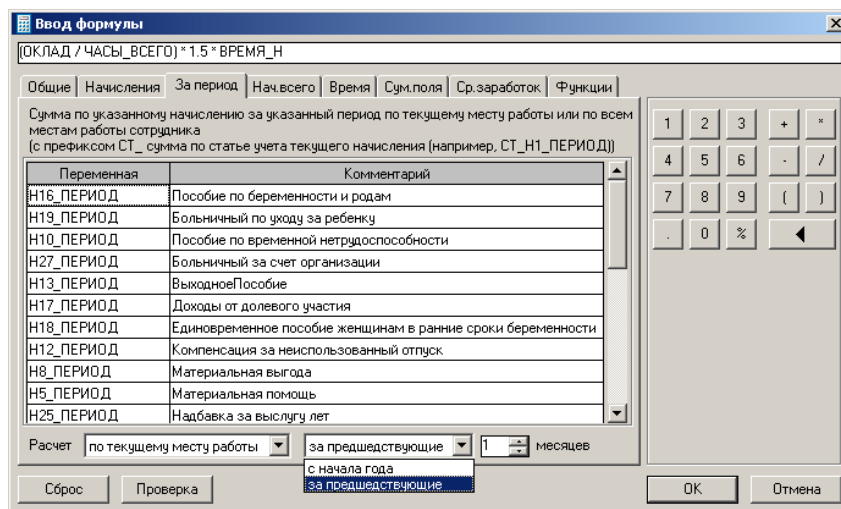 Ввод формулы
(ОКЛАД / ЧАСЫ_ВСЕГО) * 1.5 * ВРЕМЯ_Н
Общие Начисления За период Нач.всего Время Сум.поля Ср.заработок Функции
Сумма по указанному начислению за указанный период по текущему месту работы или по всем
местам работы сотрудника
(с префиксом СТ_ сумма по статье учета текущего начисления (например, СТ_Н1_ПЕРИОД))
Переменная Комментарий
Н16_ПЕРИОД Пособие по беременности и родам
Н19_ПЕРИОД Больничный по уходу за ребенку
Н10_ПЕРИОД Пособие по временной нетрудоспособности
Н27_ПЕРИОД Больничный за счет организации
Н13_ПЕРИОД ВыходноеПособие
Н17_ПЕРИОД Доходы от долевого участия
Н18_ПЕРИОД Единовременное пособие женщинам в ранние сроки беременности
Н12_ПЕРИОД Компенсация за неиспользованный отпуск
Н8_ПЕРИОД Материальная выгода
Н5_ПЕРИОД Материальная помощь
Н25_ПЕРИОД Надбавка за выслугу лет
Расчет по текущему месту работы за предшедствующие 1 месяцев
с начала года
за предшедствующие
1 2 3 + *
4 5 6 - /
7 8 9 ( )
. 0 %
Сброс Проверка OK Отмена